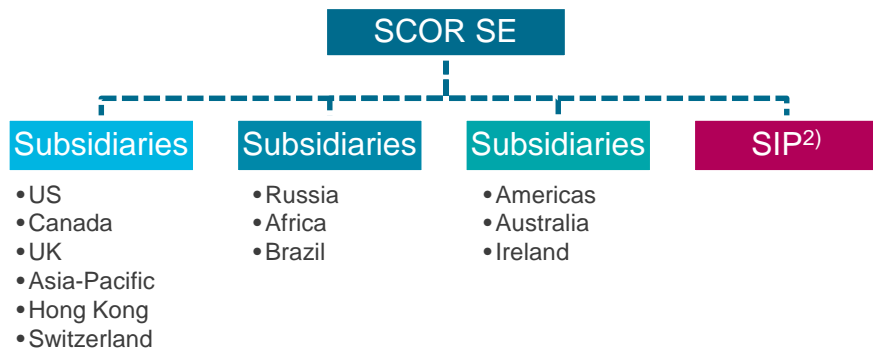 SCOR SE
Subsidiaries
•US
•Canada
•UK
•Asia-Pacific
•Hong Kong
•Switzerland
Subsidiaries
•Russia
•Africa
•Brazil
Subsidiaries
•Americas
•Australia
•Ireland
SIP2)